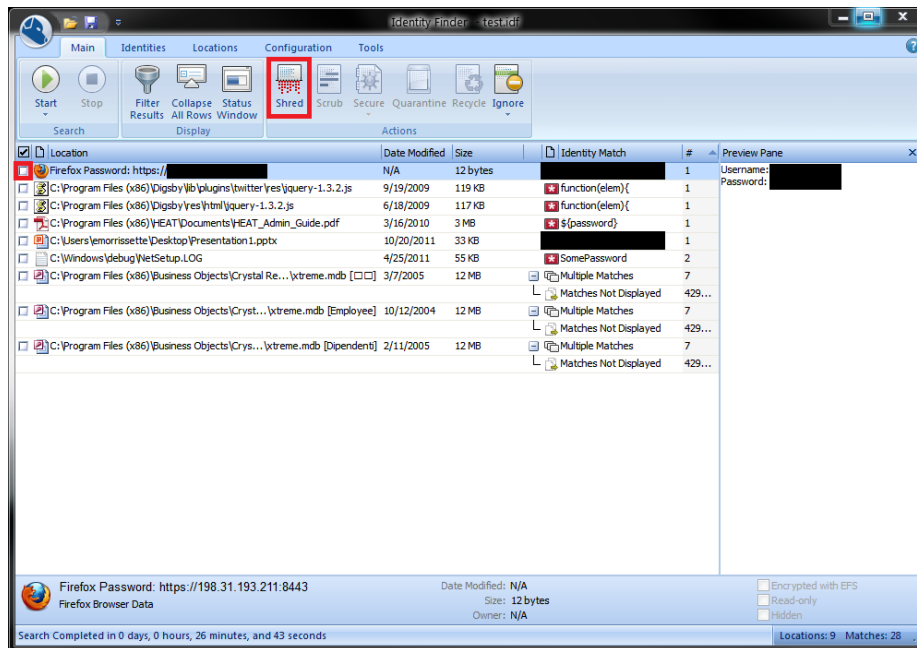 Identity Finder test.idf
Main Identities Locations Configuration Tools
Start Stop Filter Results Collapse All Rows Status Window Shred Scrub Secure Quarantine Recycle Ignore
Search Display Actions
Location Date Modified Size Identity Match # Preview Pane
Firefox Password: https:// N/A 12 bytes 1 Username:
Password:
C:\Program Files (x86)\Digsby\lib\plugins\twitter\res\jquery-1.3.2.js 9/19/2009 119 KB function(elem){ 1
C:\Program Files (x86)\Digsby\res\html\jquery-1.3.2.js 6/18/2009 117 KB function(elem){ 1
C:\Program Files (x86)\HEAT\Documents\HEAT_Admin_Guide.pdf 3/16/2010 3 MB ${password} 1
C:\Users\emorrissette\Desktop\Presentation1.pptx 10/20/2011 33 KB 1
C:\Windows\debug\NetSetup.LOG 4/25/2011 55 KB SomePassword 2
C:\Program Files (x86)\Business Objects\Crystal Re...\xtreme.mdb [□□] 3/7/2005 12 MB Multiple Matches 7
Matches Not Displayed 429...
C:\Program Files (x86)\Business Objects\Cryst...\xtreme.mdb [Employee] 10/12/2004 12 MB Multiple Matches 7
Matches Not Displayed 429...
C:\Program Files (x86)\Business Objects\Crys...\xtreme.mdb [Dipendenti] 2/11/2005 12 MB Multiple Matches 7
Matches Not Displayed 429...
Firefox Password: https://198.31.193.211:8443 Date Modified: N/A Encrypted with EFS
Firefox Browser Data Size: 12 bytes Read-only
Owner: N/A Hidden
Search Completed in 0 days, 0 hours, 26 minutes, and 43 seconds Locations: 9 Matches: 28